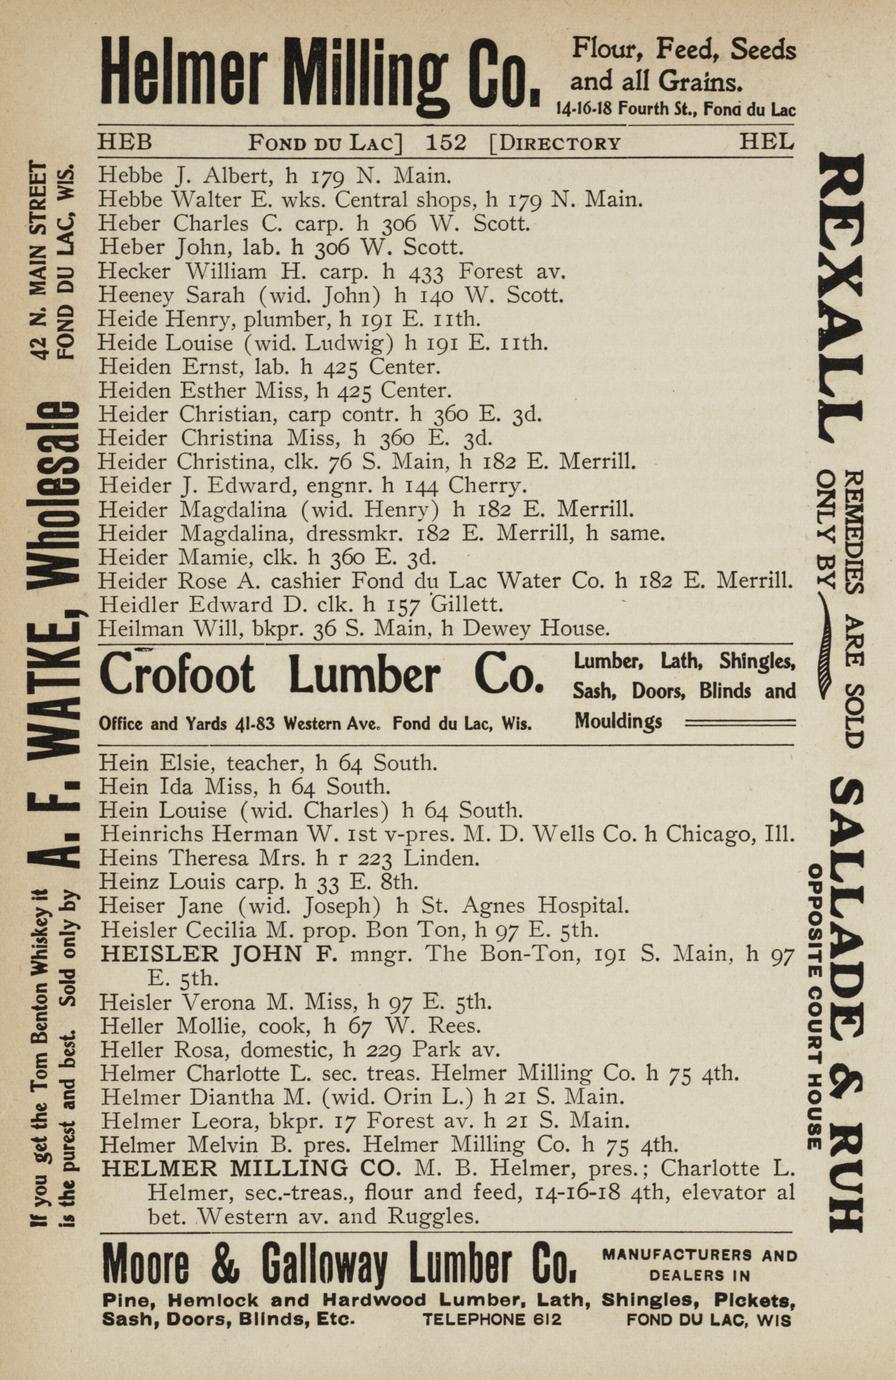 Helmer Milling Co.
Flour, Feed, Seeds
and all Grains.
14-16-18 Fourth St., Fond du Lac
HEB FOND DU LAC] 152 [DIRECTORY HEL
Hebbe J. Albert, h 179 N. Main.
Hebbe Walter E. wks. Central shops, h 179 N. Main.
Heber Charles C. carp. h 306 W. Scott.
Heber John, lab. h 306 W. Scott.
Hecker William H. carp. h 433 Forest av.
Heeney Sarah (wid. John) h 140 W. Scott.
Heide Henry, plumber, h 191 E. 11th.
Heide Louise (wid. Ludwig) h 191 E. 11th.
Heiden Ernst, lab. h 425 Center.
Heiden Esther Miss, h 425 Center.
Heider Christian, carp contr. h 360 E. 3d.
Heider Christina Miss, h 360 E. 3d.
Heider Christina, clk. 76 S. Main, h 182 E. Merrill.
Heider J. Edward, engnr. h 144 Cherry.
Heider Magdalina (wid. Henry) h 182 E. Merrill.
Heider Magdalina, dressmkr. 182 E. Merrill, h same.
Heider Mamie, clk. h 360 E. 3d.
Heider Rose A. cashier Fond du Lac Water Co. h 182 E. Merrill.
Heidler Edward D. clk. h 157 Gillett.
Heilman Will, bkpr. 36 S. Main, h Dewey House.
Crofoot Lumber Co.
Office and Yards 41-83 Western Ave. Fond du Lac, Wis.
Lumber, Lath, Shingles,
Sash, Doors, Blinds and
Mouldings
Hein Elsie, teacher, h 64 South.
Hein Ida Miss, h 64 South.
Hein Louise (wid. Charles) h 64 South.
Heinrichs Herman W. 1st v-pres. M. D. Wells Co. h Chicago, Ill.
Heins Theresa Mrs. h r 223 Linden.
Heinz Louis carp. h 33 E. 8th.
Heiser Jane (wid. Joseph) h St. Agnes Hospital.
Heisler Cecilia M. prop. Bon Ton, h 97 E. 5th.
HEISLER JOHN F. mngr. The Bon-Ton, 191 S. Main, h 97
E. 5th.
Heisler Verona M. Miss, h 97 E. 5th.
Heller Mollie, cook, h 67 W. Rees.
Heller Rosa, domestic, h 229 Park av.
Helmer Charlotte L. sec. treas. Helmer Milling Co. h 75 4th.
Helmer Diantha M. (wid. Orin L.) h 21 S. Main.
Helmer Leora, bkpr. 17 Forest av. h 21 S. Main.
Helmer Melvin B. pres. Helmer Milling Co. h 75 4th.
HELMER MILLING CO. M. B. Helmer, pres.; Charlotte L.
Helmer, sec.-treas., flour and feed, 14-16-18 4th, elevator al
bet. Western av. and Ruggles.
Moore & Galloway Lumber Co.
MANUFACTURERS AND
DEALERS IN
Pine, Hemlock and Hardwood Lumber, Lath, Shingles, Pickets,
Sash, Doors, Blinds, Etc. TELEPHONE 612 FOND DU LAC, WIS
If you get the Tom Benton Whiskey it
is the purest and best. Sold only by
A. F. WATKE, Wholesale
42 N. MAIN STREET
FOND DU LAC, WIS.
REXALL
REMEDIES ARE SOLD
ONLY BY
SALLADE & RUH
OPPOSITE COURT HOUSE